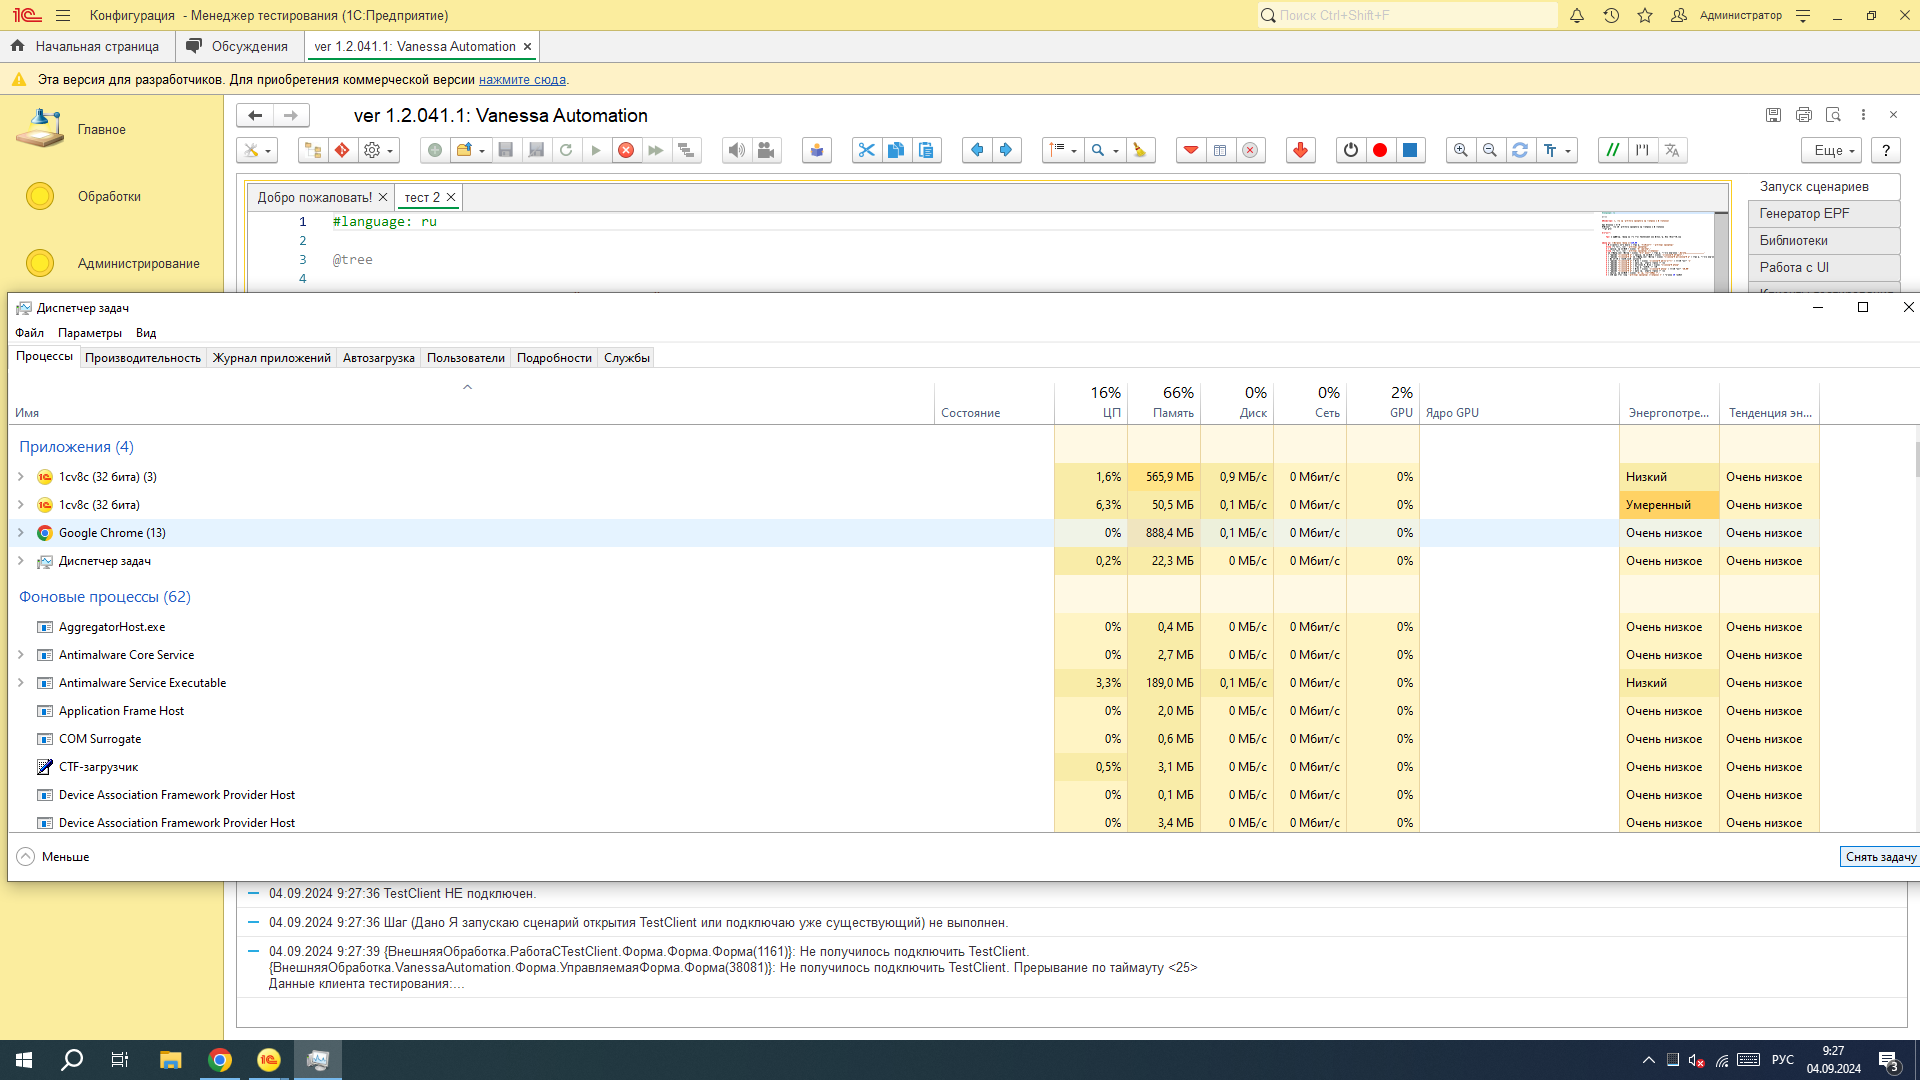 Конфигурация - Менеджер тестирования (1С:Предприятие)
Поиск Ctrl+Shift+F
Администратор
Начальная страница
Обсуждения
ver 1.2.041.1: Vanessa Automation ×
Эта версия для разработчиков. Для приобретения коммерческой версии нажмите сюда.
Главное
Обработки
Администрирование
ver 1.2.041.1: Vanessa Automation
Еще
?
Добро пожаловать!
тест 2
1 #language: ru
2
3 @tree
4
Запуск сценариев
Генератор EPF
Библиотеки
Работа с UI
Диспетчер задач
Файл Параметры Вид
Процессы Производительность Журнал приложений Автозагрузка Пользователи Подробности Службы
16% 66% 0% 0% 2%
Имя Состояние ЦП Память Диск Сеть GPU Ядро GPU Энергопотре... Тенденция эн...
Приложения (4)
1cv8c (32 бита) (3) 1,6% 565,9 МБ 0,9 МБ/с 0 Мбит/с 0% Низкий Очень низкое
1cv8c (32 бита) 6,3% 50,5 МБ 0,1 МБ/с 0 Мбит/с 0% Умеренный Очень низкое
Google Chrome (13) 0% 888,4 МБ 0,1 МБ/с 0 Мбит/с 0% Очень низкое Очень низкое
Диспетчер задач 0,2% 22,3 МБ 0 МБ/с 0 Мбит/с 0% Очень низкое Очень низкое
Фоновые процессы (62)
AggregatorHost.exe 0% 0,4 МБ 0 МБ/с 0 Мбит/с 0% Очень низкое Очень низкое
Antimalware Core Service 0% 2,7 МБ 0 МБ/с 0 Мбит/с 0% Очень низкое Очень низкое
Antimalware Service Executable 3,3% 189,0 МБ 0,1 МБ/с 0 Мбит/с 0% Низкий Очень низкое
Application Frame Host 0% 2,0 МБ 0 МБ/с 0 Мбит/с 0% Очень низкое Очень низкое
COM Surrogate 0% 0,6 МБ 0 МБ/с 0 Мбит/с 0% Очень низкое Очень низкое
CTF-загрузчик 0,5% 3,1 МБ 0 МБ/с 0 Мбит/с 0% Очень низкое Очень низкое
Device Association Framework Provider Host 0% 0,1 МБ 0 МБ/с 0 Мбит/с 0% Очень низкое Очень низкое
Device Association Framework Provider Host 0% 3,4 МБ 0 МБ/с 0 Мбит/с 0% Очень низкое Очень низкое
Меньше
Снять задачу
04.09.2024 9:27:36 TestClient НЕ подключен.
04.09.2024 9:27:36 Шаг (Дано Я запускаю сценарий открытия TestClient или подключаю уже существующий) не выполнен.
04.09.2024 9:27:39 {ВнешняяОбработка.РаботаСTestClient.Форма.Форма.Форма(1161)}: Не получилось подключить TestClient.
{ВнешняяОбработка.VanessaAutomation.Форма.УправляемаяФорма.Форма(38081)}: Не получилось подключить TestClient. Прерывание по таймауту <25>
Данные клиента тестирования:...
РУС
9:27
04.09.2024
3